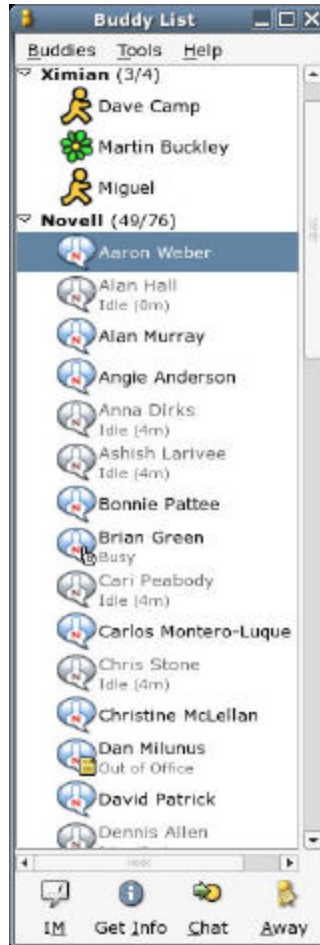 Buddy List
Buddies Tools Help
Ximian (3/4)
Dave Camp
Martin Buckley
Miguel
Novell (49/76)
Aaron Weber
Alan Hall
Idle (8m)
Alan Murray
Angie Anderson
Anna Dirks
Idle (4m)
Ashish Larivee
Idle (4m)
Bonnie Pattee
Brian Green
Busy
Cari Peabody
Idle (4m)
Carlos Montero-Luque
Chris Stone
Idle (4m)
Christine McLellan
Dan Milunus
Out of Office
David Patrick
Dennis Allen
IM Get Info Chat Away